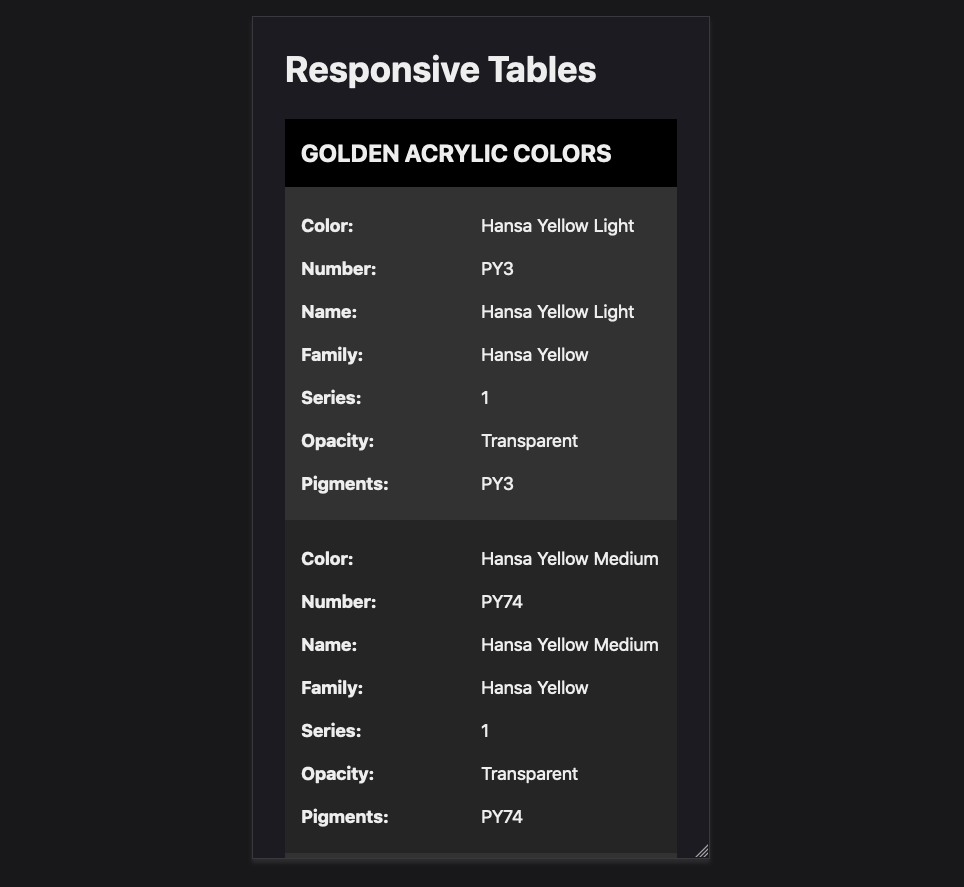 Responsive Tables
GOLDEN ACRYLIC COLORS
Color: Hansa Yellow Light
Number: PY3
Name: Hansa Yellow Light
Family: Hansa Yellow
Series: 1
Opacity: Transparent
Pigments: PY3
Color: Hansa Yellow Medium
Number: PY74
Name: Hansa Yellow Medium
Family: Hansa Yellow
Series: 1
Opacity: Transparent
Pigments: PY74